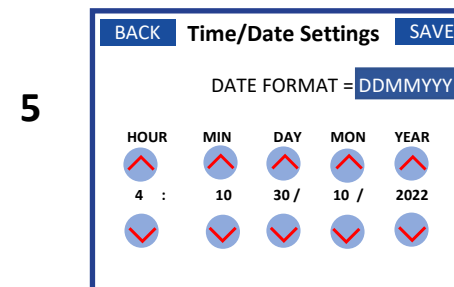 BACK Time/Date Settings SAVE
DATE FORMAT = DDMMYYY
5
HOUR MIN DAY MON YEAR
4 : 10 30 / 10 / 2022